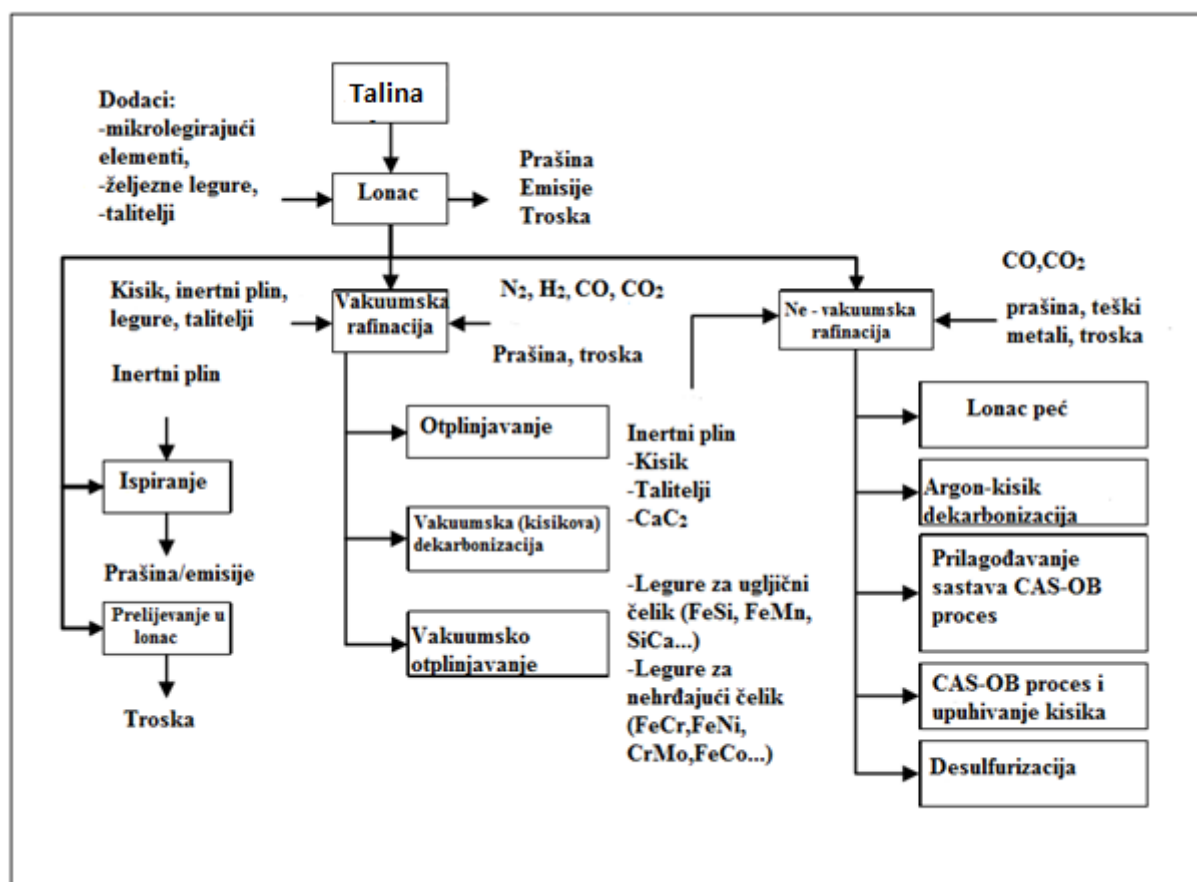 Talina
Dodaci:
-mikrolegirajući
elementi,
-željezne legure,
-talitelji
Lonac
Prašina
Emisije
Troska
Kisik, inertni plin,
legure, talitelji
Vakuumska
rafinacija
N₂, H₂, CO, CO₂
Prašina, troska
CO,CO₂
Ne - vakuumska
rafinacija
prašina, teški
metali, troska
Inertni plin
Ispiranje
Prašina/emisije
Prelijevanje u
lonac
Troska
Otplinjavanje
Vakuumska (kisikova)
dekarbonizacija
Vakuumsko
otplinjavanje
Inertni plin
-Kisik
-Talitelji
-CaC₂
-Legure za ugljični
čelik (FeSi, FeMn,
SiCa...)
-Legure za
nehrđajući čelik
(FeCr,FeNi,
CrMo,FeCo...)
Lonac peć
Argon-kisik
dekarbonizacija
Prilagođavanje
sastava CAS-OB
proces
CAS-OB proces i
upuhivanje kisika
Desulfurizacija